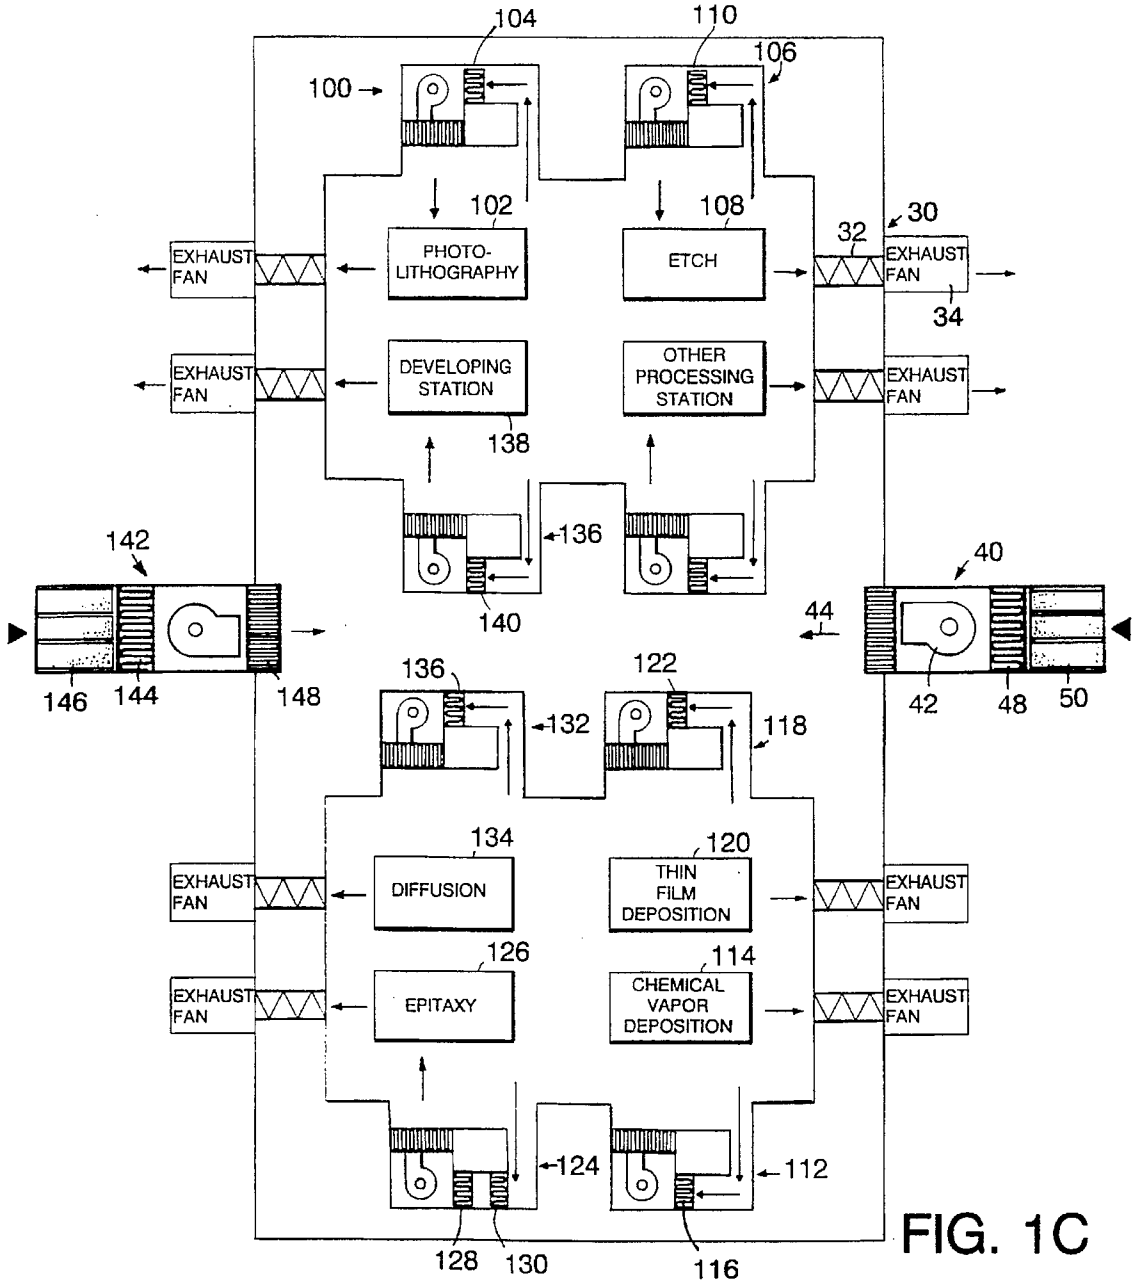 104
110
106
100
102
PHOTO-
LITHOGRAPHY
108
ETCH
32
30
EXHAUST
FAN
EXHAUST
FAN
34
EXHAUST
FAN
DEVELOPING
STATION
138
OTHER
PROCESSING
STATION
EXHAUST
FAN
136
140
142
146
144
148
40
44
42
48
50
136
132
122
118
134
DIFFUSION
120
THIN
FILM
DEPOSITION
EXHAUST
FAN
EXHAUST
FAN
126
EPITAXY
114
CHEMICAL
VAPOR
DEPOSITION
EXHAUST
FAN
EXHAUST
FAN
124
112
128
130
116
FIG. 1C